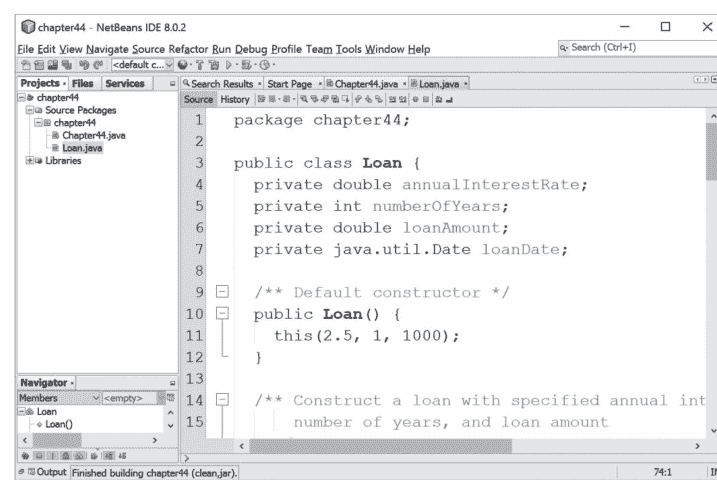 chapter44 - NetBeans IDE 8.0.2
File Edit View Navigate Source Refactor Run Debug Profile Team Tools Window Help
Search (Ctrl+I)
<default c...
Projects Files Services
chapter44
Source Packages
chapter44
Chapter44.java
Loan.java
Libraries
Search Results Start Page Chapter44.java Loan.java
Source History
1 package chapter44;
2
3 public class Loan {
4 private double annualInterestRate;
5 private int numberOfYears;
6 private double loanAmount;
7 private java.util.Date loanDate;
8
9 /** Default constructor */
10 public Loan() {
11 this(2.5, 1, 1000);
12 }
13
14 /** Construct a loan with specified annual int
15 number of years, and loan amount
Navigator
Members <empty>
Loan
Loan()
Output Finished building chapter44 (clean,jar).
74:1